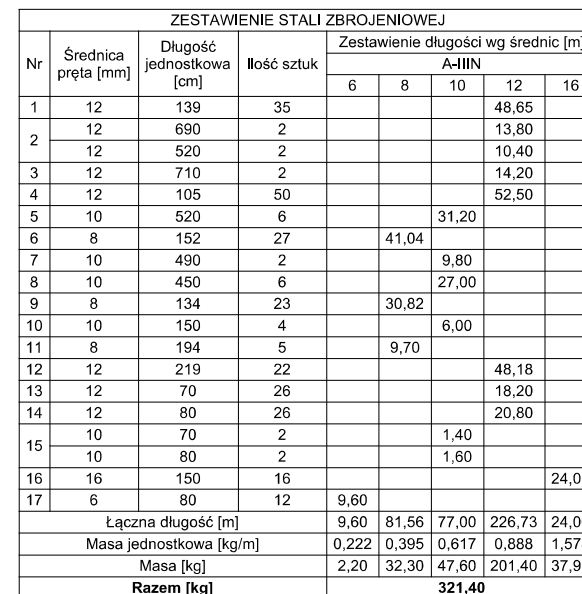 ZESTAWIENIE STALI ZBROJENIOWEJ
Nr Średnica pręta [mm] Długość jednostkowa [cm] Ilość sztuk Zestawienie długości wg średnic [m]
A-IIIN
6 8 10 12 16
1 12 139 35 48,65
2 12 690 2 13,80
12 520 2 10,40
3 12 710 2 14,20
4 12 105 50 52,50
5 10 520 6 31,20
6 8 152 27 41,04
7 10 490 2 9,80
8 10 450 6 27,00
9 8 134 23 30,82
10 10 150 4 6,00
11 8 194 5 9,70
12 12 219 22 48,18
13 12 70 26 18,20
14 12 80 26 20,80
15 10 70 2 1,40
10 80 2 1,60
16 16 150 16 24,0
17 6 80 12 9,60
Łączna długość [m] 9,60 81,56 77,00 226,73 24,0
Masa jednostkowa [kg/m] 0,222 0,395 0,617 0,888 1,57
Masa [kg] 2,20 32,30 47,60 201,40 37,9
Razem [kg] 321,40